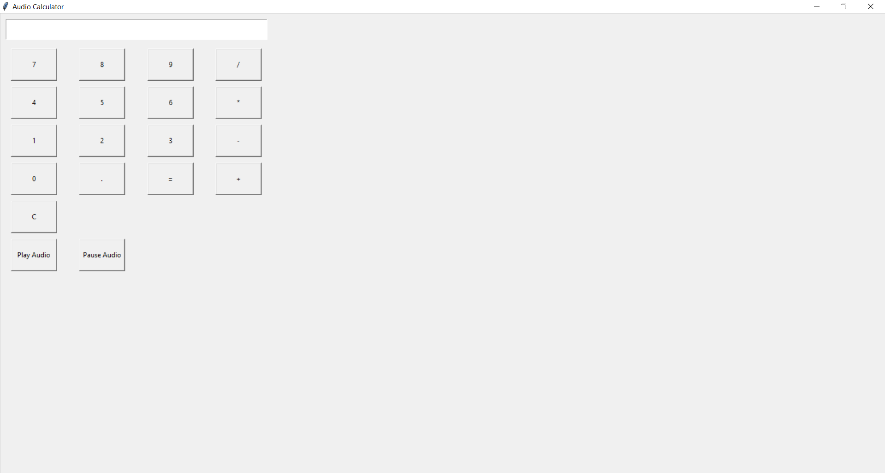 Audio Calculator
7 8 9 /
4 5 6 *
1 2 3 -
0 . = +
C
Play Audio Pause Audio